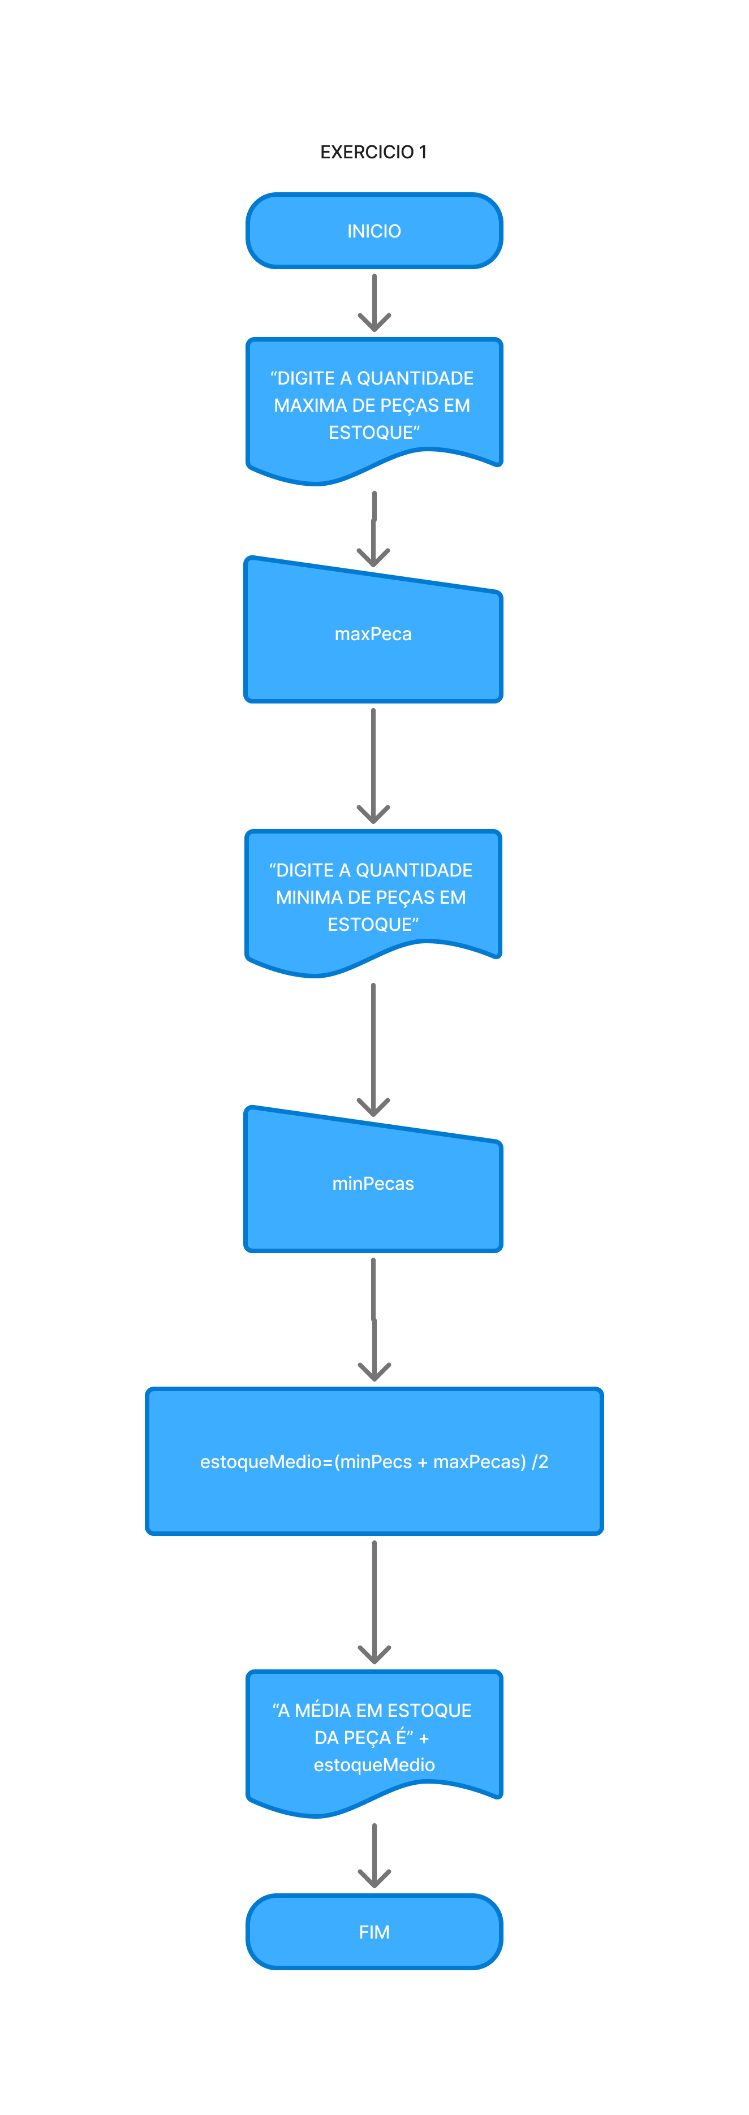 EXERCICIO 1
INICIO
“DIGITE A QUANTIDADE
MAXIMA DE PEÇAS EM
ESTOQUE”
maxPeca
“DIGITE A QUANTIDADE
MINIMA DE PEÇAS EM
ESTOQUE”
minPecas
estoqueMedio=(minPecs + maxPecas) /2
“A MÉDIA EM ESTOQUE
DA PEÇA É” +
estoqueMedio
FIM